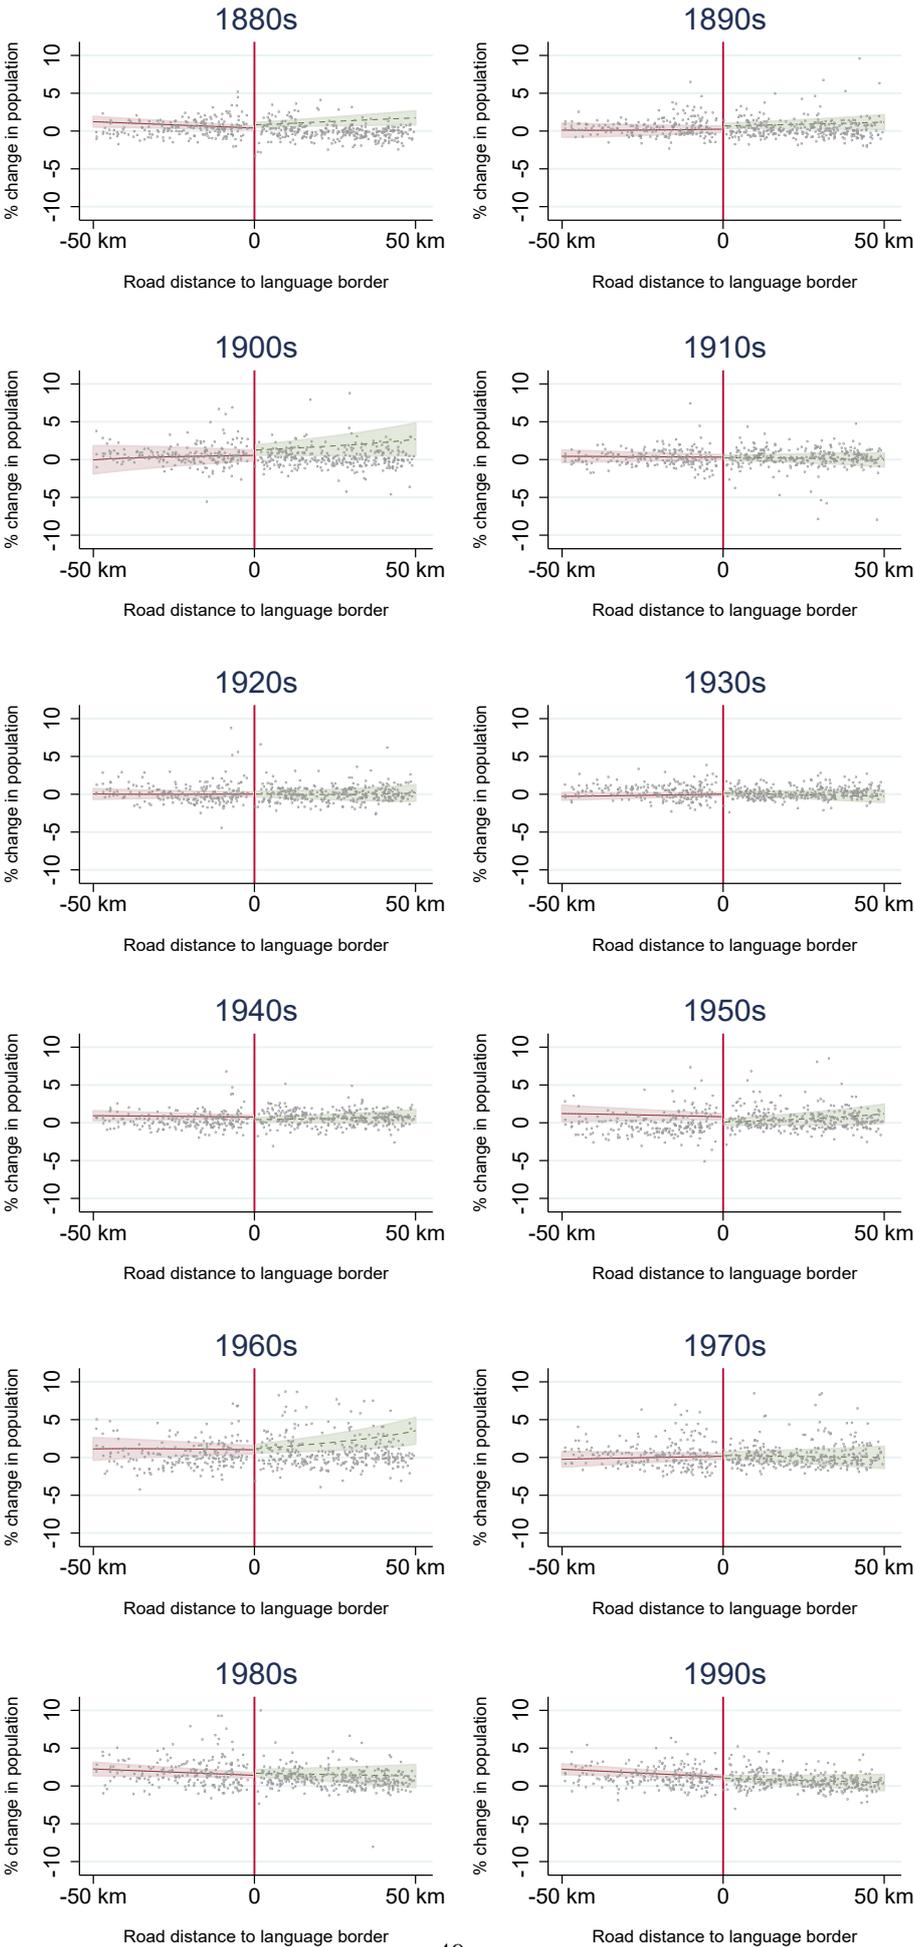 1880s 1890s
% change in population % change in population
10 10
5 5
0 0
-5 -5
-10 -10
-50 km 0 50 km -50 km 0 50 km
Road distance to language border Road distance to language border
1900s 1910s
% change in population % change in population
10 10
5 5
0 0
-5 -5
-10 -10
-50 km 0 50 km -50 km 0 50 km
Road distance to language border Road distance to language border
1920s 1930s
% change in population % change in population
10 10
5 5
0 0
-5 -5
-10 -10
-50 km 0 50 km -50 km 0 50 km
Road distance to language border Road distance to language border
1940s 1950s
% change in population % change in population
10 10
5 5
0 0
-5 -5
-10 -10
-50 km 0 50 km -50 km 0 50 km
Road distance to language border Road distance to language border
1960s 1970s
% change in population % change in population
10 10
5 5
0 0
-5 -5
-10 -10
-50 km 0 50 km -50 km 0 50 km
Road distance to language border Road distance to language border
1980s 1990s
% change in population % change in population
10 10
5 5
0 0
-5 -5
-10 -10
-50 km 0 50 km -50 km 0 50 km
Road distance to language border Road distance to language border